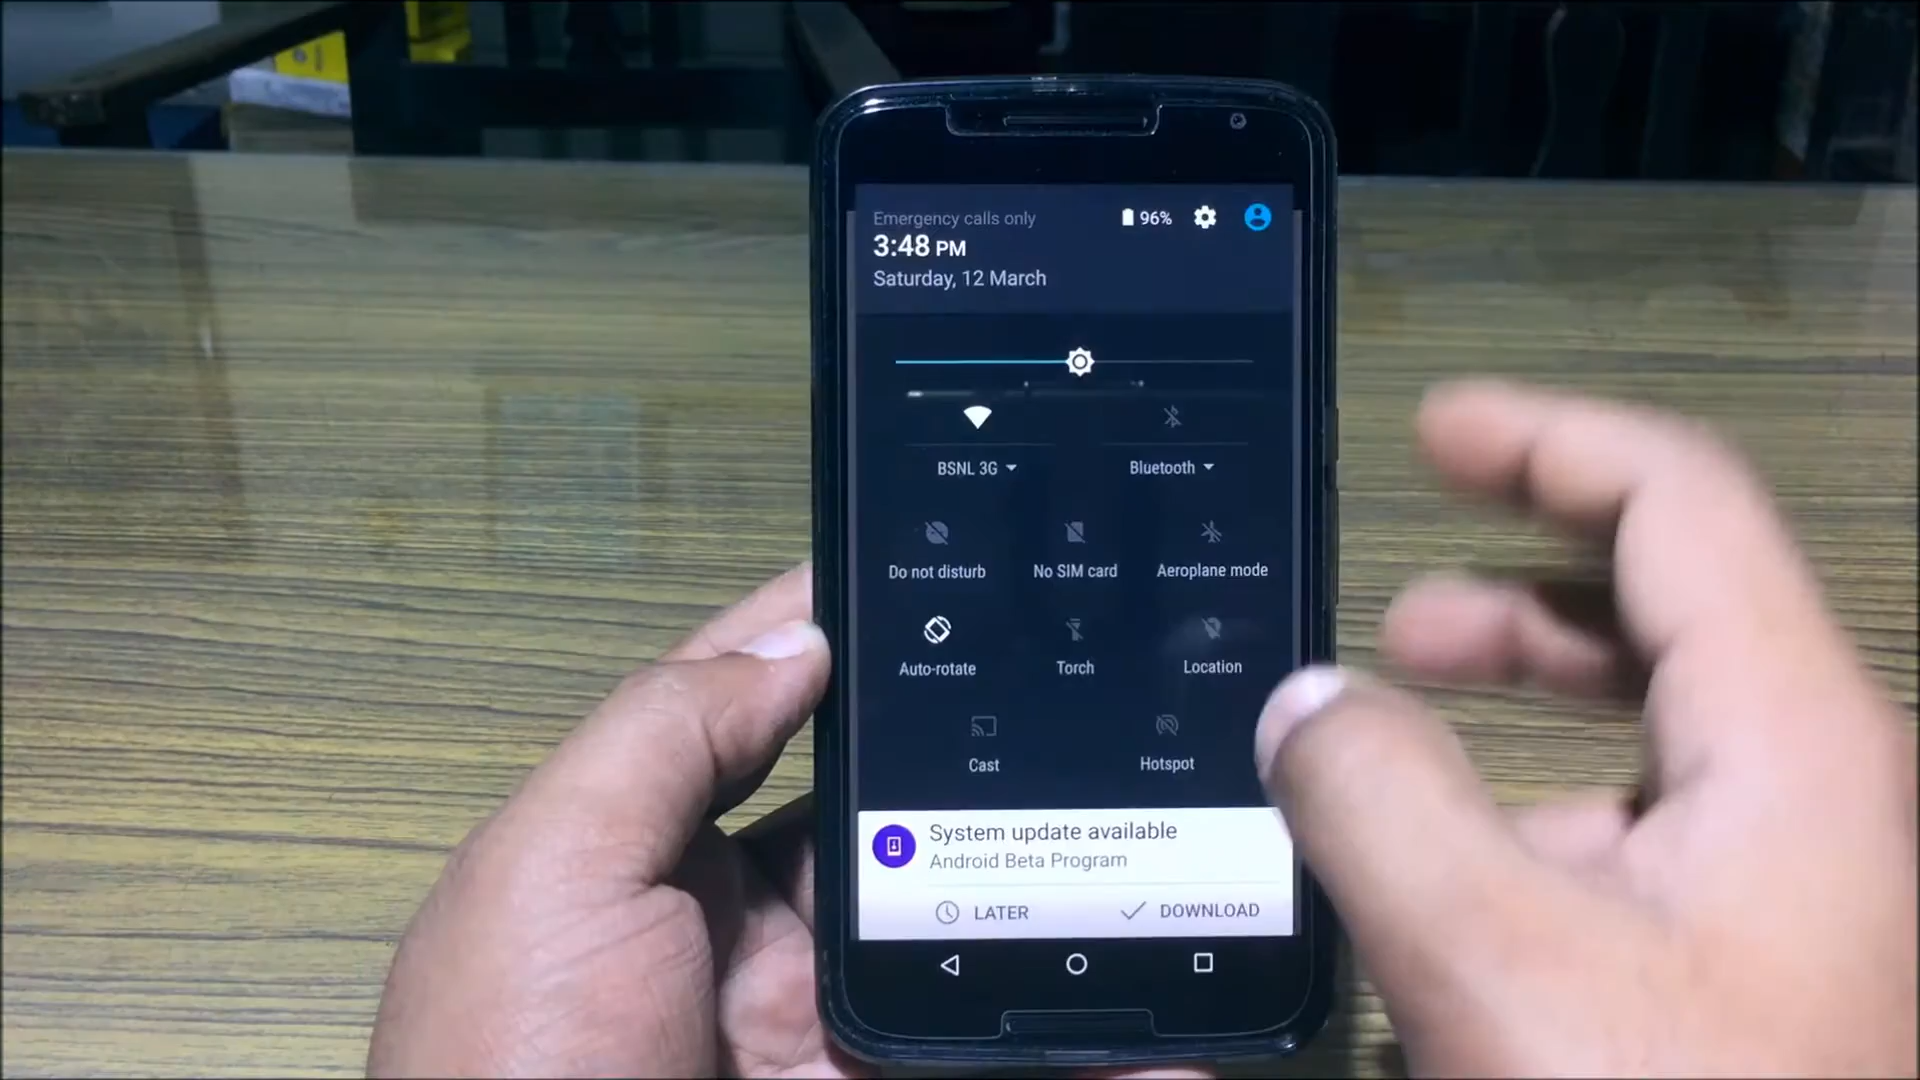 Emergency calls only
96%
3:48 PM
Saturday, 12 March
BSNL 3G
Bluetooth
Do not disturb
No SIM card
Aeroplane mode
Auto-rotate
Torch
Location
Cast
Hotspot
System update available
Android Beta Program
LATER
DOWNLOAD